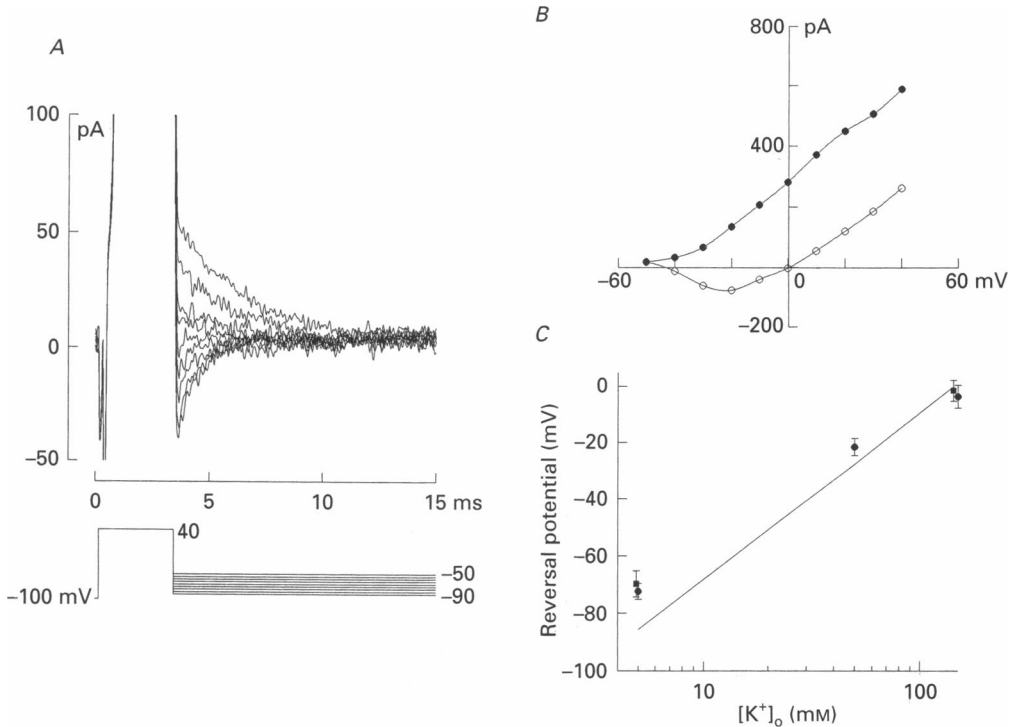 A
100
pA
50
0
−50
0 5 10 15 ms
40
−50
−90
−100 mV
B
800
pA
400
−60 0 60 mV
−200
C
0
−20
−40
−60
−80
−100
Reversal potential (mV)
10 100
[K+]o (mM)